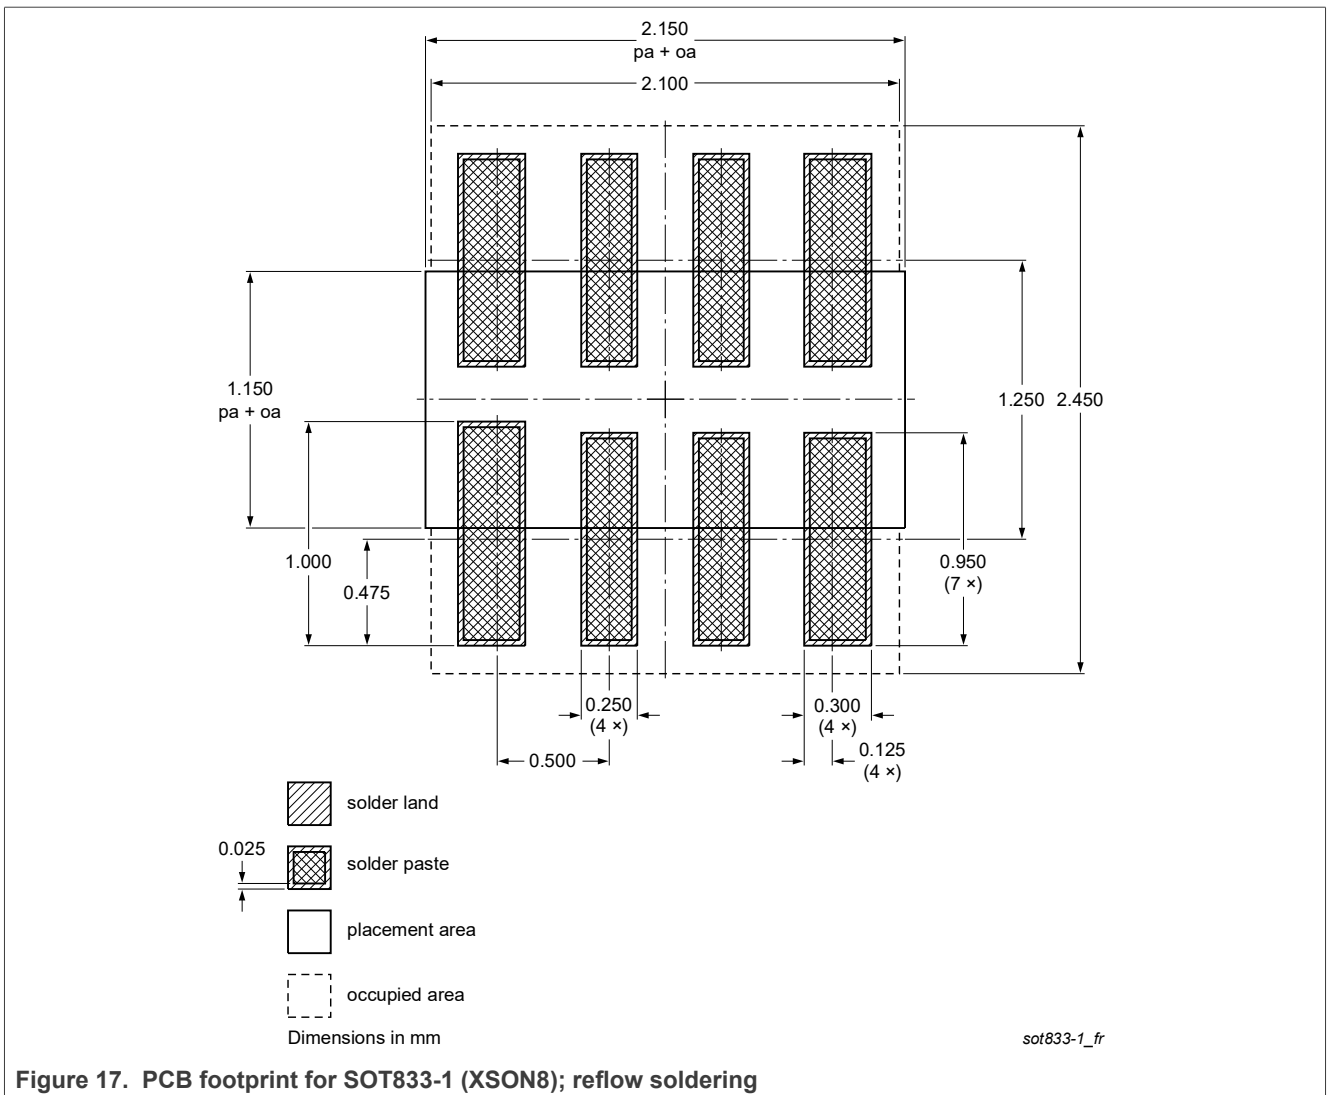 2.150
pa + oa
2.100
1.150
pa + oa
1.250 2.450
1.000
0.475
0.950
(7 ×)
0.250
(4 ×)
0.300
(4 ×)
0.500
0.125
(4 ×)
solder land
0.025
solder paste
placement area
occupied area
Dimensions in mm
sot833-1_fr
Figure 17. PCB footprint for SOT833-1 (XSON8); reflow soldering